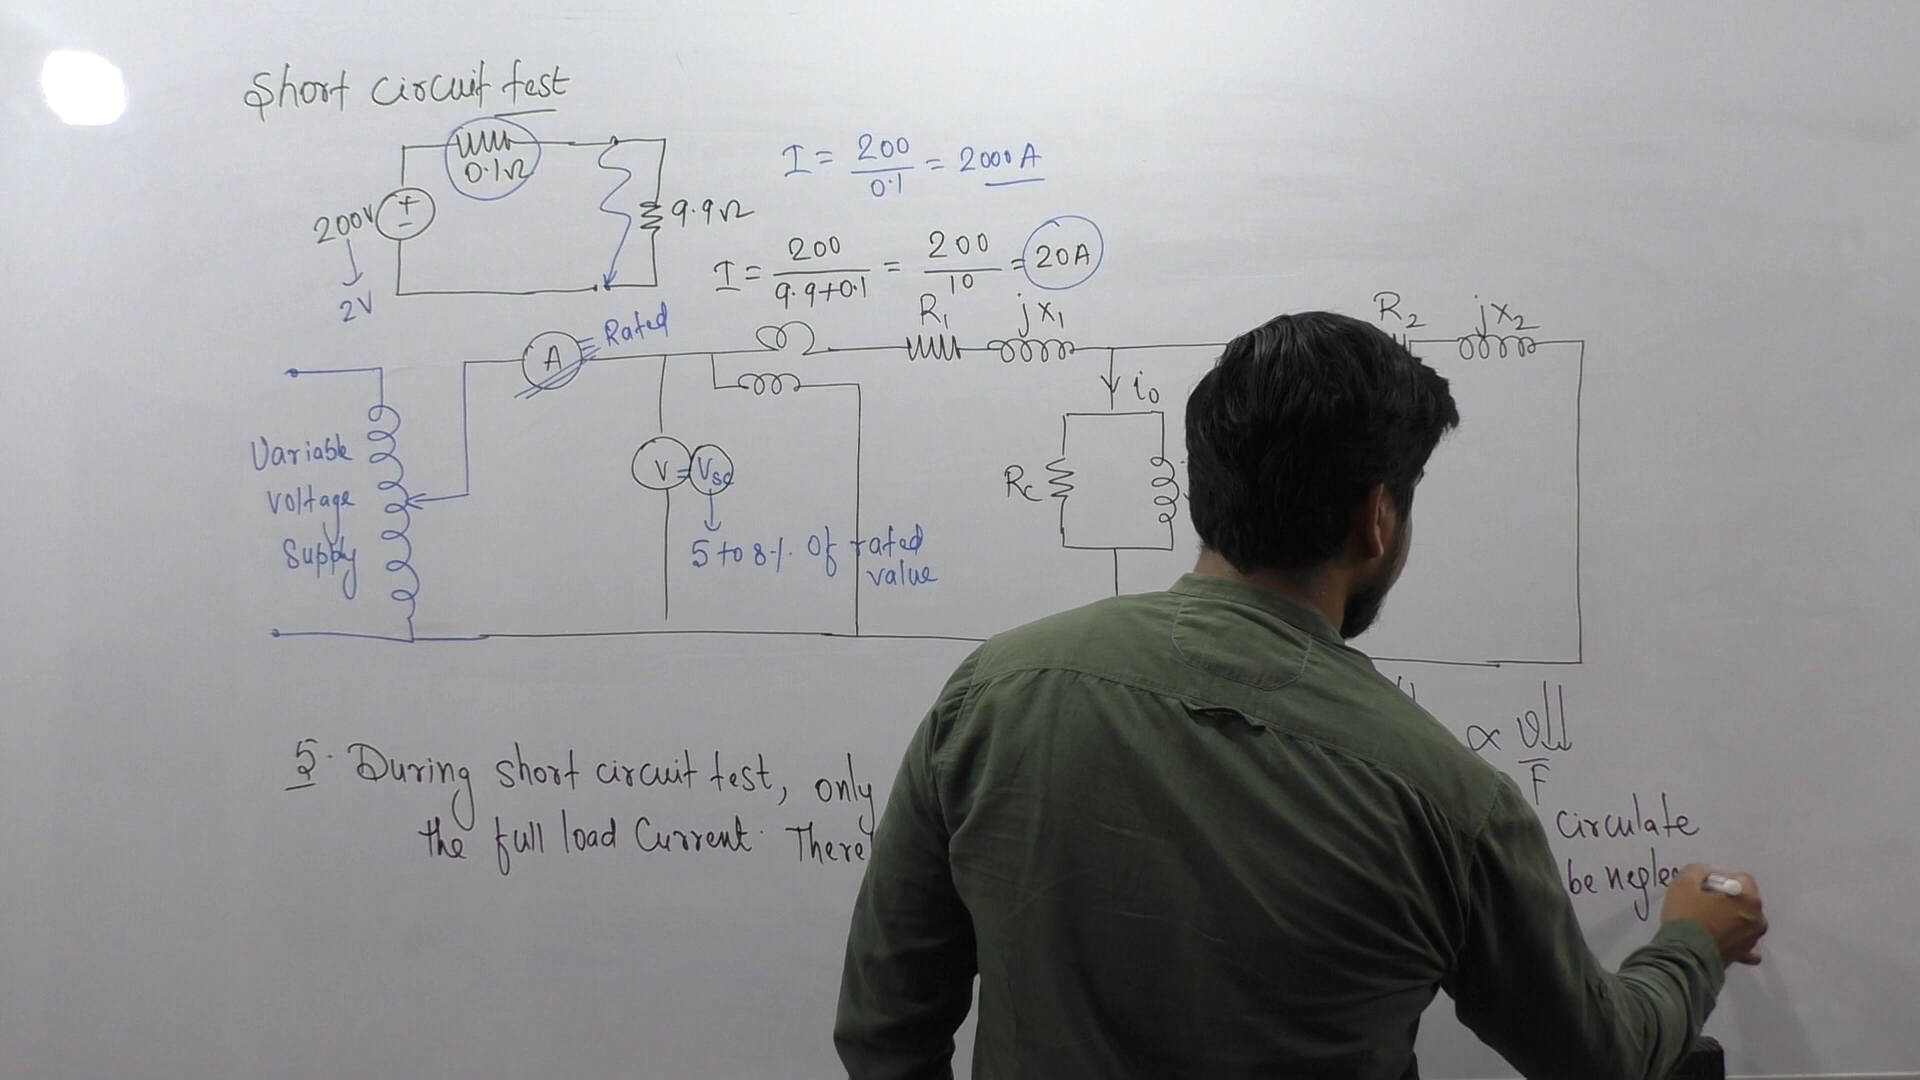 Short circuit test
0.1Ω
200V
+
-
2V
9.9Ω
I = 200/0.1 = 2000 A
I = 200/9.9+0.1 = 200/10 = 20A
A
Rated
R1
jx1
R2
jx2
i0
Variable
voltage
Supply
V = Vsc
5 to 8%. Of rated
value
Rc
∝ V/F
5. During short circuit test, only
circulate
the full load Current. There
be